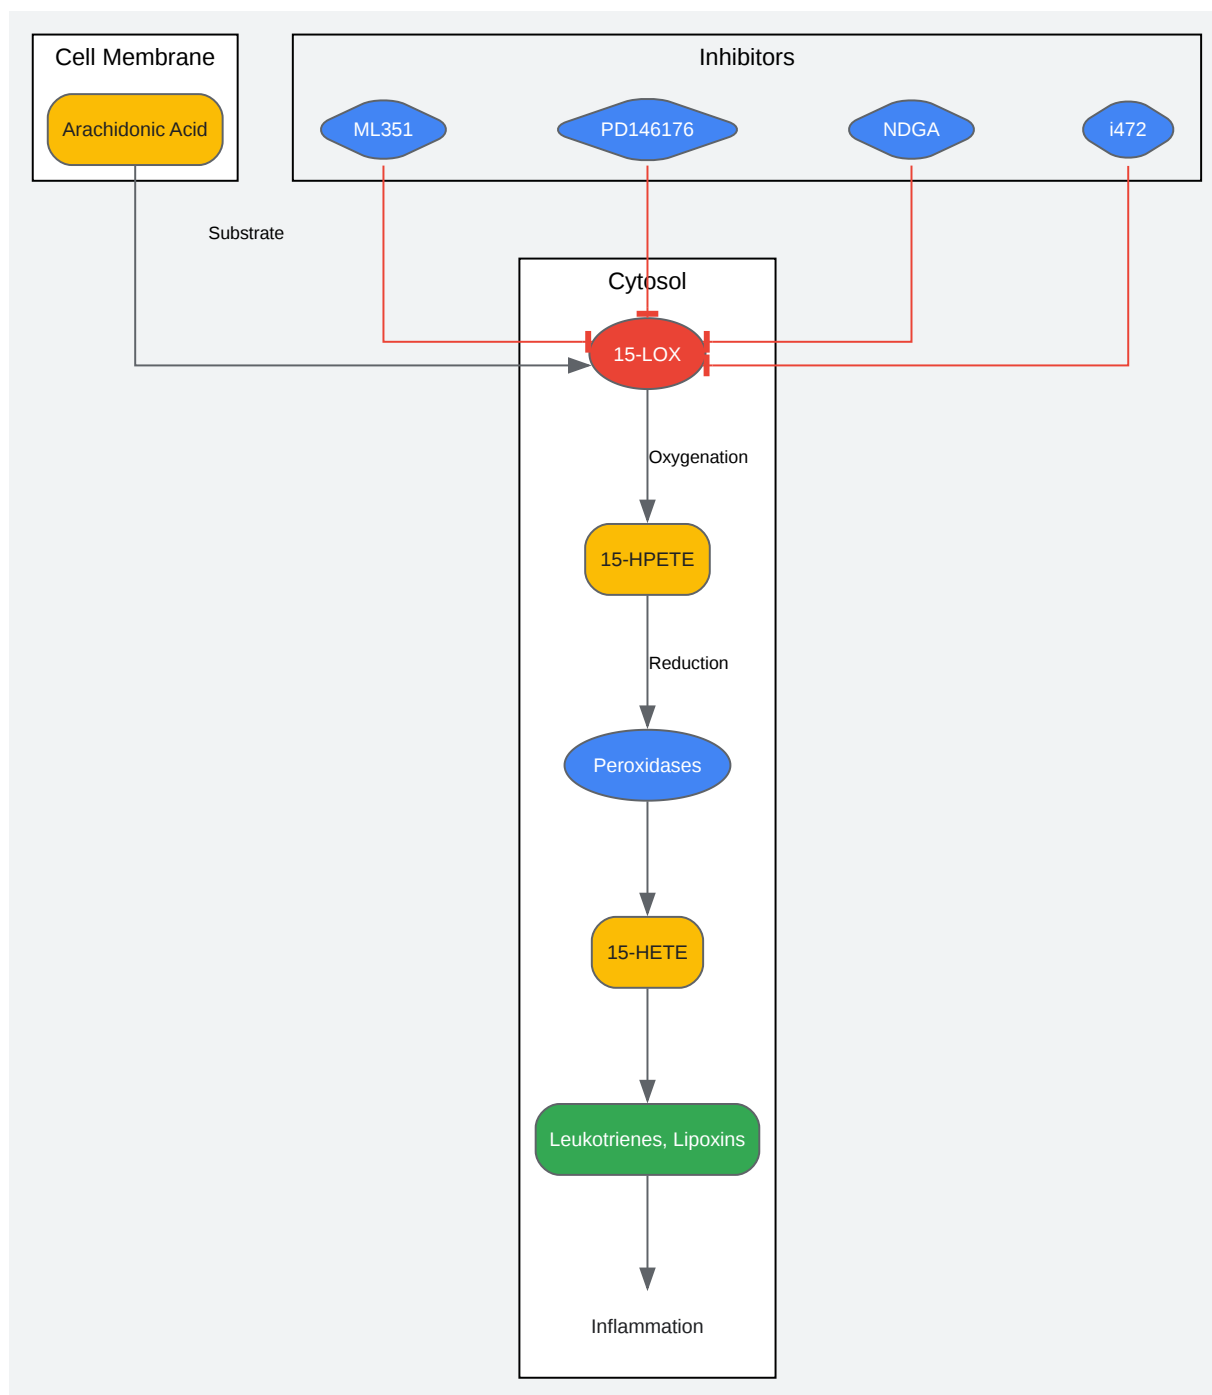 Cell Membrane
Inhibitors
Arachidonic Acid
ML351
PD146176
NDGA
i472
Substrate
Cytosol
15-LOX
Oxygenation
15-HPETE
Reduction
Peroxidases
15-HETE
Leukotrienes, Lipoxins
Inflammation